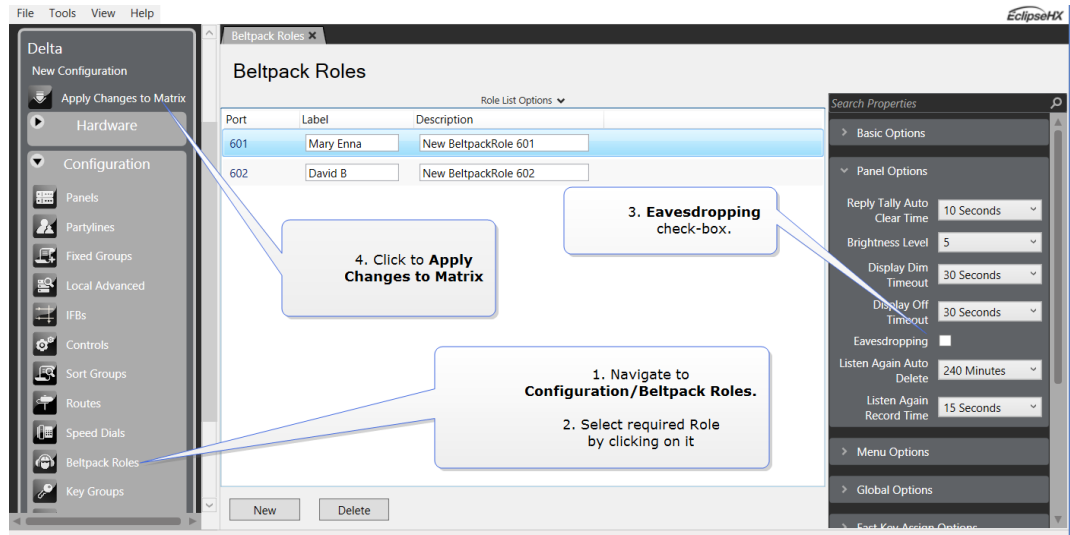 File Tools View Help
EclipseHX
Delta
New Configuration
Apply Changes to Matrix
Hardware
Configuration
Panels
Partylines
Fixed Groups
Local Advanced
IFBs
Controls
Sort Groups
Routes
Speed Dials
Beltpack Roles
Key Groups
Beltpack Roles ×
Beltpack Roles
Role List Options
Port Label Description
601 Mary Enna New BeltpackRole 601
602 David B New BeltpackRole 602
3. Eavesdropping
check-box.
4. Click to Apply
Changes to Matrix
1. Navigate to
Configuration/Beltpack Roles.
2. Select required Role
by clicking on it
New Delete
Search Properties
Basic Options
Panel Options
Reply Tally Auto
Clear Time 10 Seconds
Brightness Level 5
Display Dim
Timeout 30 Seconds
Display Off
Timeout 30 Seconds
Eavesdropping
Listen Again Auto
Delete 240 Minutes
Listen Again
Record Time 15 Seconds
Menu Options
Global Options
Fast Key Assign Options